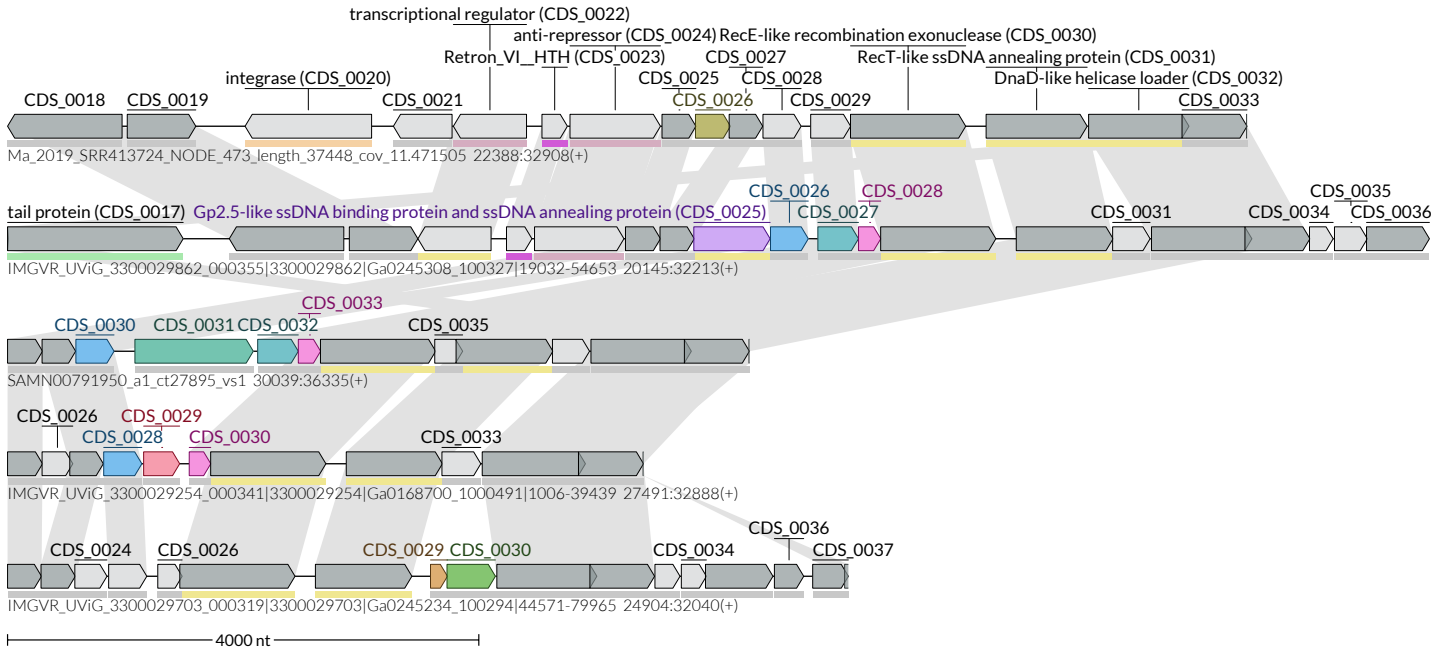 transcriptional regulator (CDS_0022)
anti-repressor (CDS_0024) RecE-like recombination exonuclease (CDS_0030)
Retron_VI__HTH (CDS_0023) CDS_0027 RecT-like ssDNA annealing protein (CDS_0031)
integrase (CDS_0020) CDS_0025 CDS_0028 DnaD-like helicase loader (CDS_0032)
CDS_0018 CDS_0019 CDS_0021 CDS_0026 CDS_0029 CDS_0033
Ma_2019_SRR413724_NODE_473_length_37448_cov_11.471505 22388:32908(+)
CDS_0026 CDS_0028 CDS_0035
tail protein (CDS_0017) Gp2.5-like ssDNA binding protein and ssDNA annealing protein (CDS_0025) CDS_0027 CDS_0031 CDS_0034 CDS_0036
IMGVR_UViG_3300029862_000355|3300029862|Ga0245308_100327|19032-54653 20145:32213(+)
CDS_0033
CDS_0030 CDS_0031 CDS_0032 CDS_0035
SAMN00791950_a1_ct27895_vs1 30039:36335(+)
CDS_0026 CDS_0029
CDS_0028 CDS_0030 CDS_0033
IMGVR_UViG_3300029254_000341|3300029254|Ga0168700_1000491|1006-39439 27491:32888(+)
CDS_0036
CDS_0024 CDS_0026 CDS_0029 CDS_0030 CDS_0034 CDS_0037
IMGVR_UViG_3300029703_000319|3300029703|Ga0245234_100294|44571-79965 24904:32040(+)
4000 nt